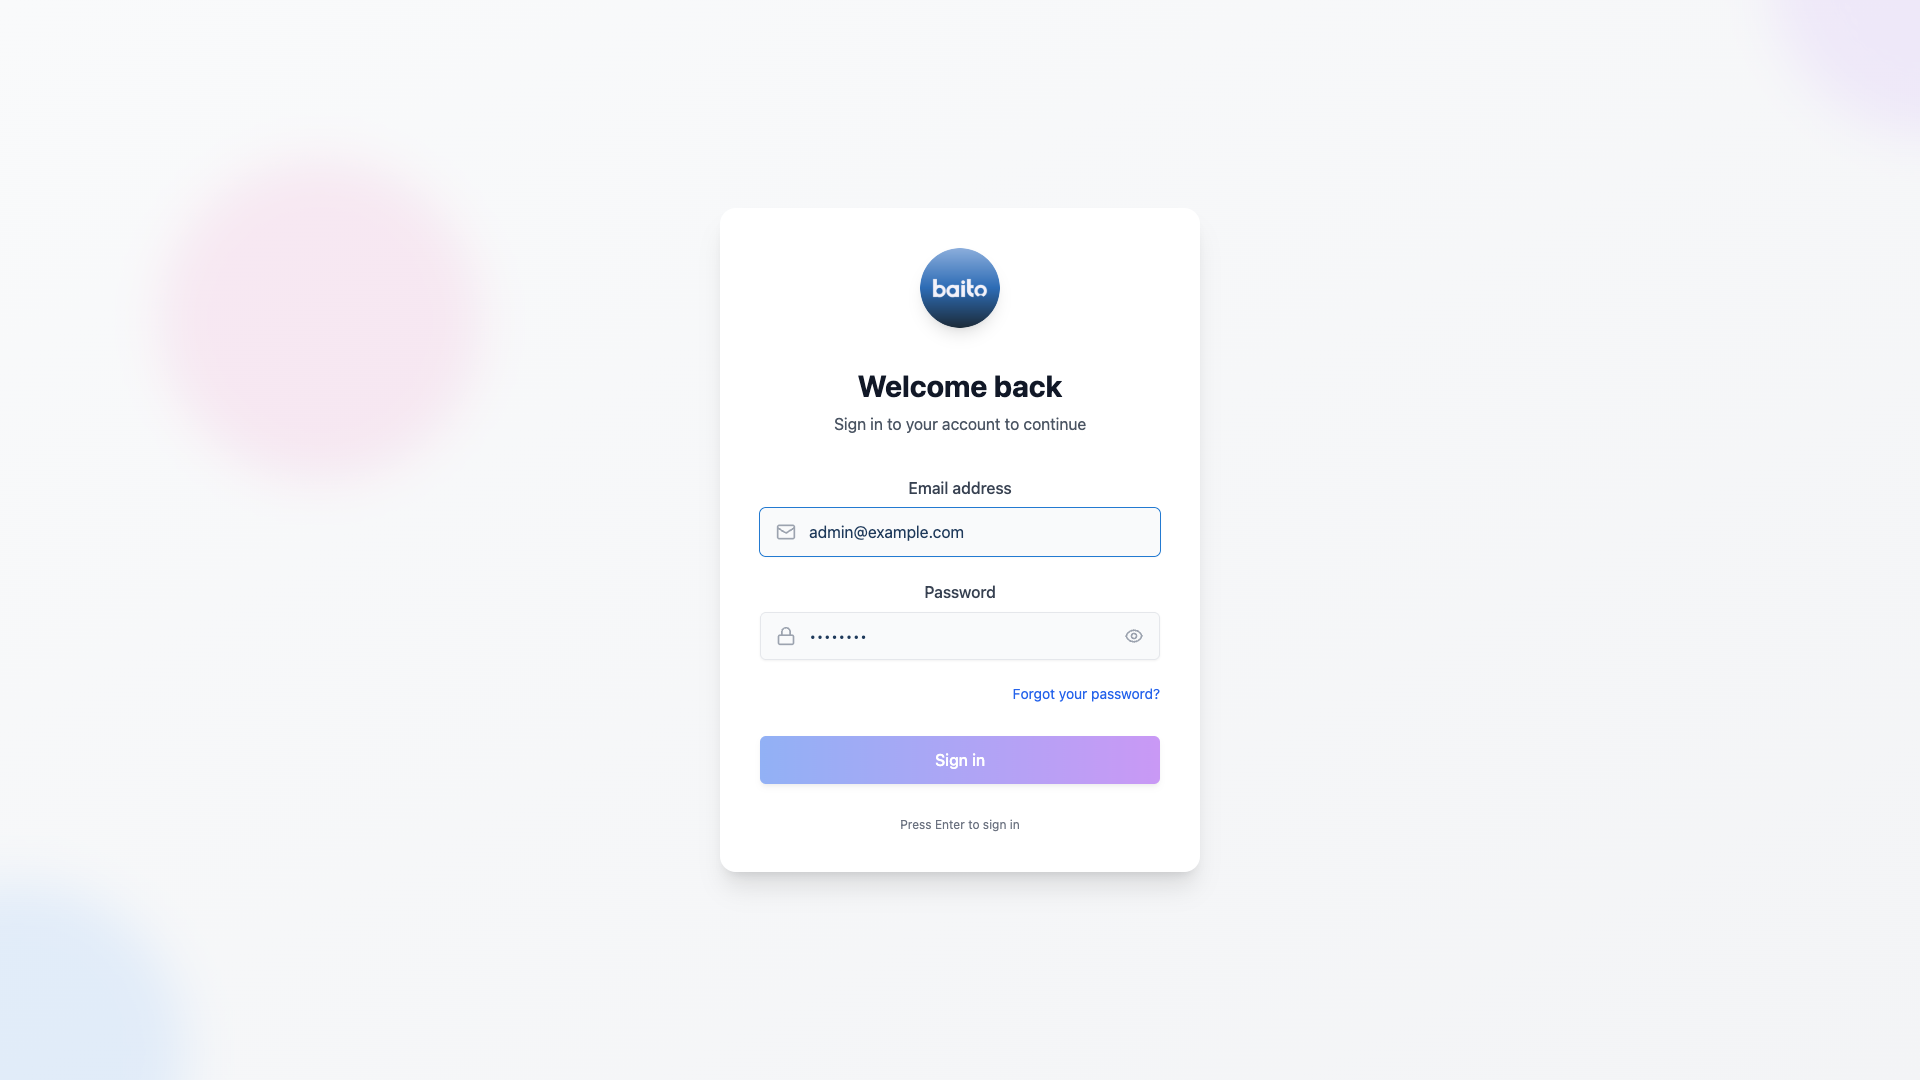 baito
Welcome back
Sign in to your account to continue
Email address
admin@example.com
Password
••••••••
Forgot your password?
Sign in
Press Enter to sign in